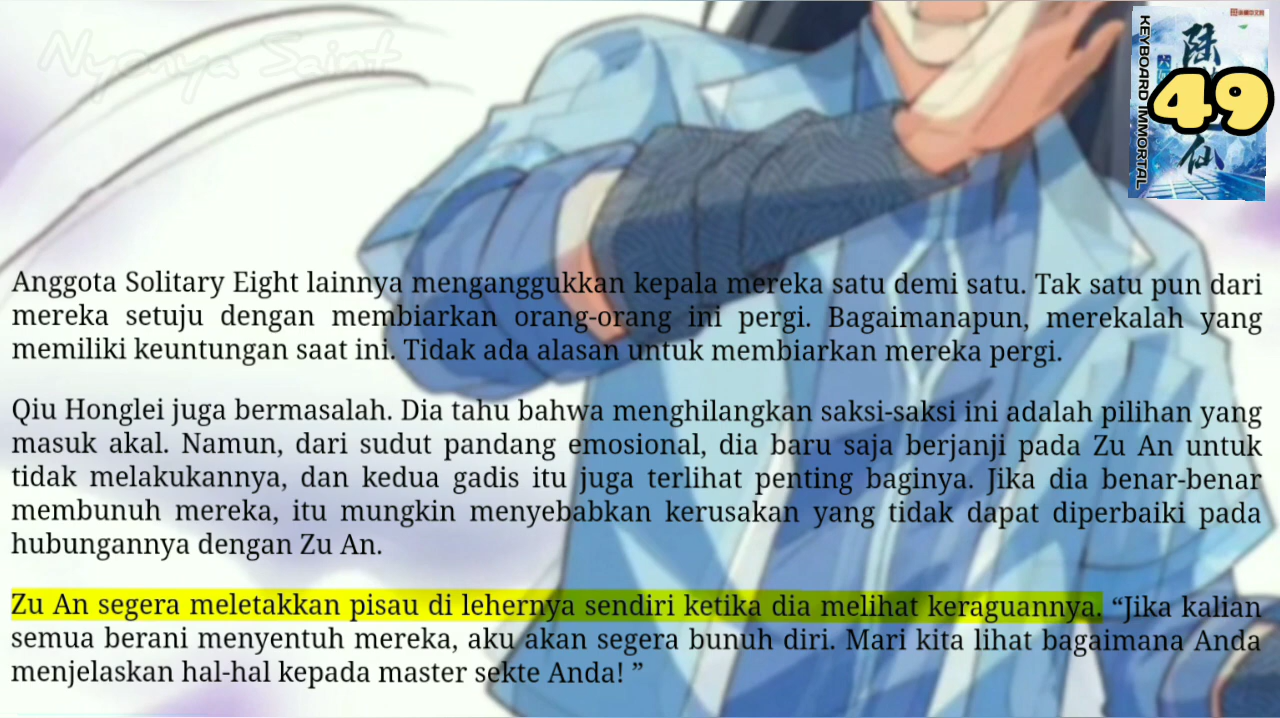 Nyanya Saint
KEYBOARD IMMORTAL
49
仙
Anggota Solitary Eight lainnya menganggukkan kepala mereka satu demi satu. Tak satu pun dari
mereka setuju dengan membiarkan orang-orang ini pergi. Bagaimanapun, merekalah yang
memiliki keuntungan saat ini. Tidak ada alasan untuk membiarkan mereka pergi.
Qiu Honglei juga bermasalah. Dia tahu bahwa menghilangkan saksi-saksi ini adalah pilihan yang
masuk akal. Namun, dari sudut pandang emosional, dia baru saja berjanji pada Zu An untuk
tidak melakukannya, dan kedua gadis itu juga terlihat penting baginya. Jika dia benar-benar
membunuh mereka, itu mungkin menyebabkan kerusakan yang tidak dapat diperbaiki pada
hubungannya dengan Zu An.
Zu An segera meletakkan pisau di lehernya sendiri ketika dia melihat keraguannya. “Jika kalian
semua berani menyentuh mereka, aku akan segera bunuh diri. Mari kita lihat bagaimana Anda
menjelaskan hal-hal kepada master sekte Anda! ”